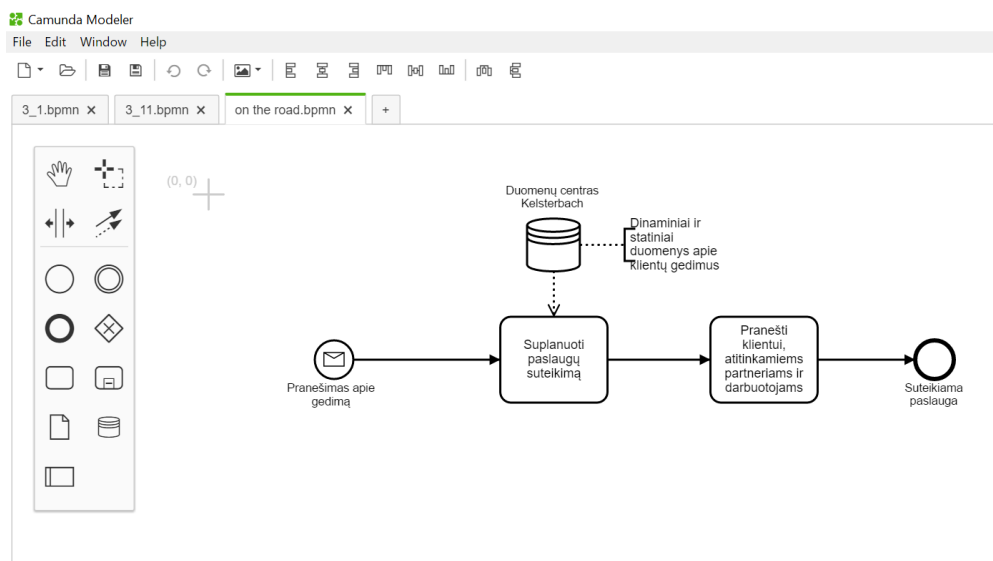 Camunda Modeler
File Edit Window Help
3_1.bpmn
3_11.bpmn
on the road.bpmn
+
(0, 0)
Duomenų centras
Kelsterbach
Dinaminiai ir
statiniai
duomenys apie
klientų gedimus
Pranešimas apie
gedimą
Suplanuoti
paslaugų
suteikimą
Pranešti
klientui,
atitinkamiems
partneriams ir
darbuotojams
Suteikiama
paslauga